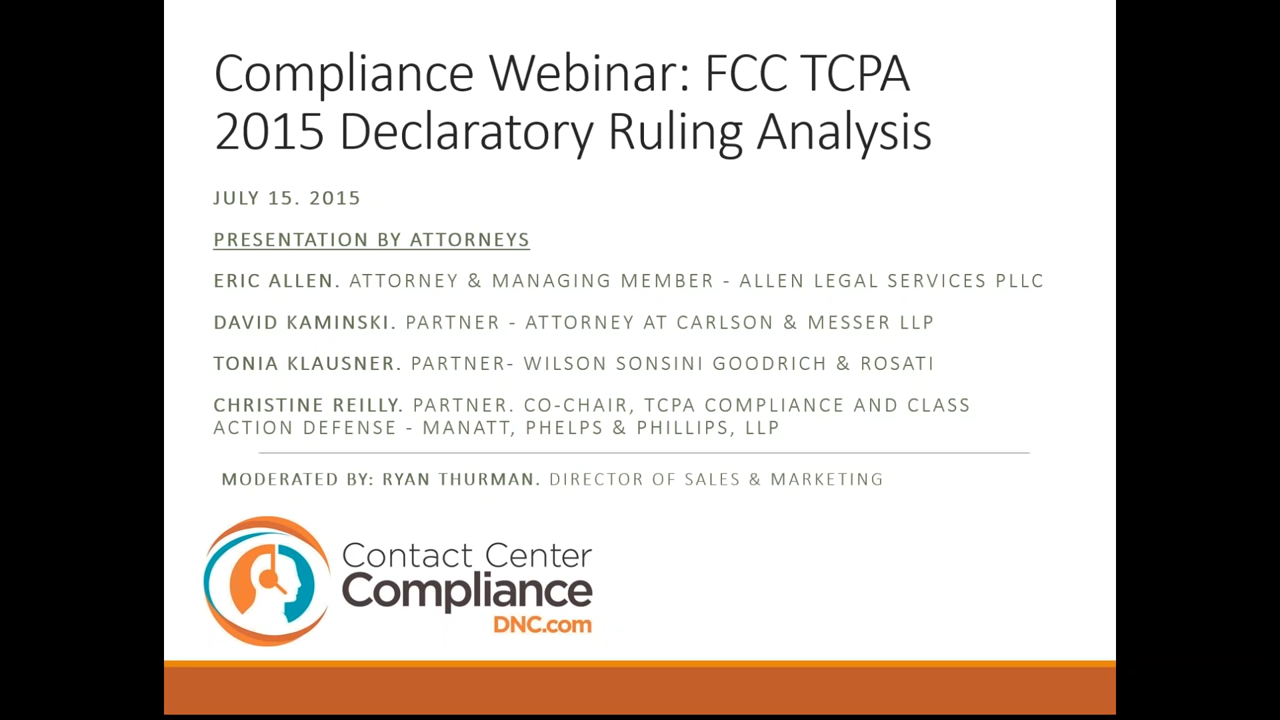 Compliance Webinar: FCC TCPA
2015 Declaratory Ruling Analysis
JULY 15. 2015
PRESENTATION BY ATTORNEYS
ERIC ALLEN. ATTORNEY & MANAGING MEMBER - ALLEN LEGAL SERVICES PLLC
DAVID KAMINSKI. PARTNER - ATTORNEY AT CARLSON & MESSER LLP
TONIA KLAUSNER. PARTNER- WILSON SONSINI GOODRICH & ROSATI
CHRISTINE REILLY. PARTNER. CO-CHAIR, TCPA COMPLIANCE AND CLASS
ACTION DEFENSE - MANATT, PHELPS & PHILLIPS, LLP
MODERATED BY: RYAN THURMAN. DIRECTOR OF SALES & MARKETING
Contact Center
Compliance
DNC.com